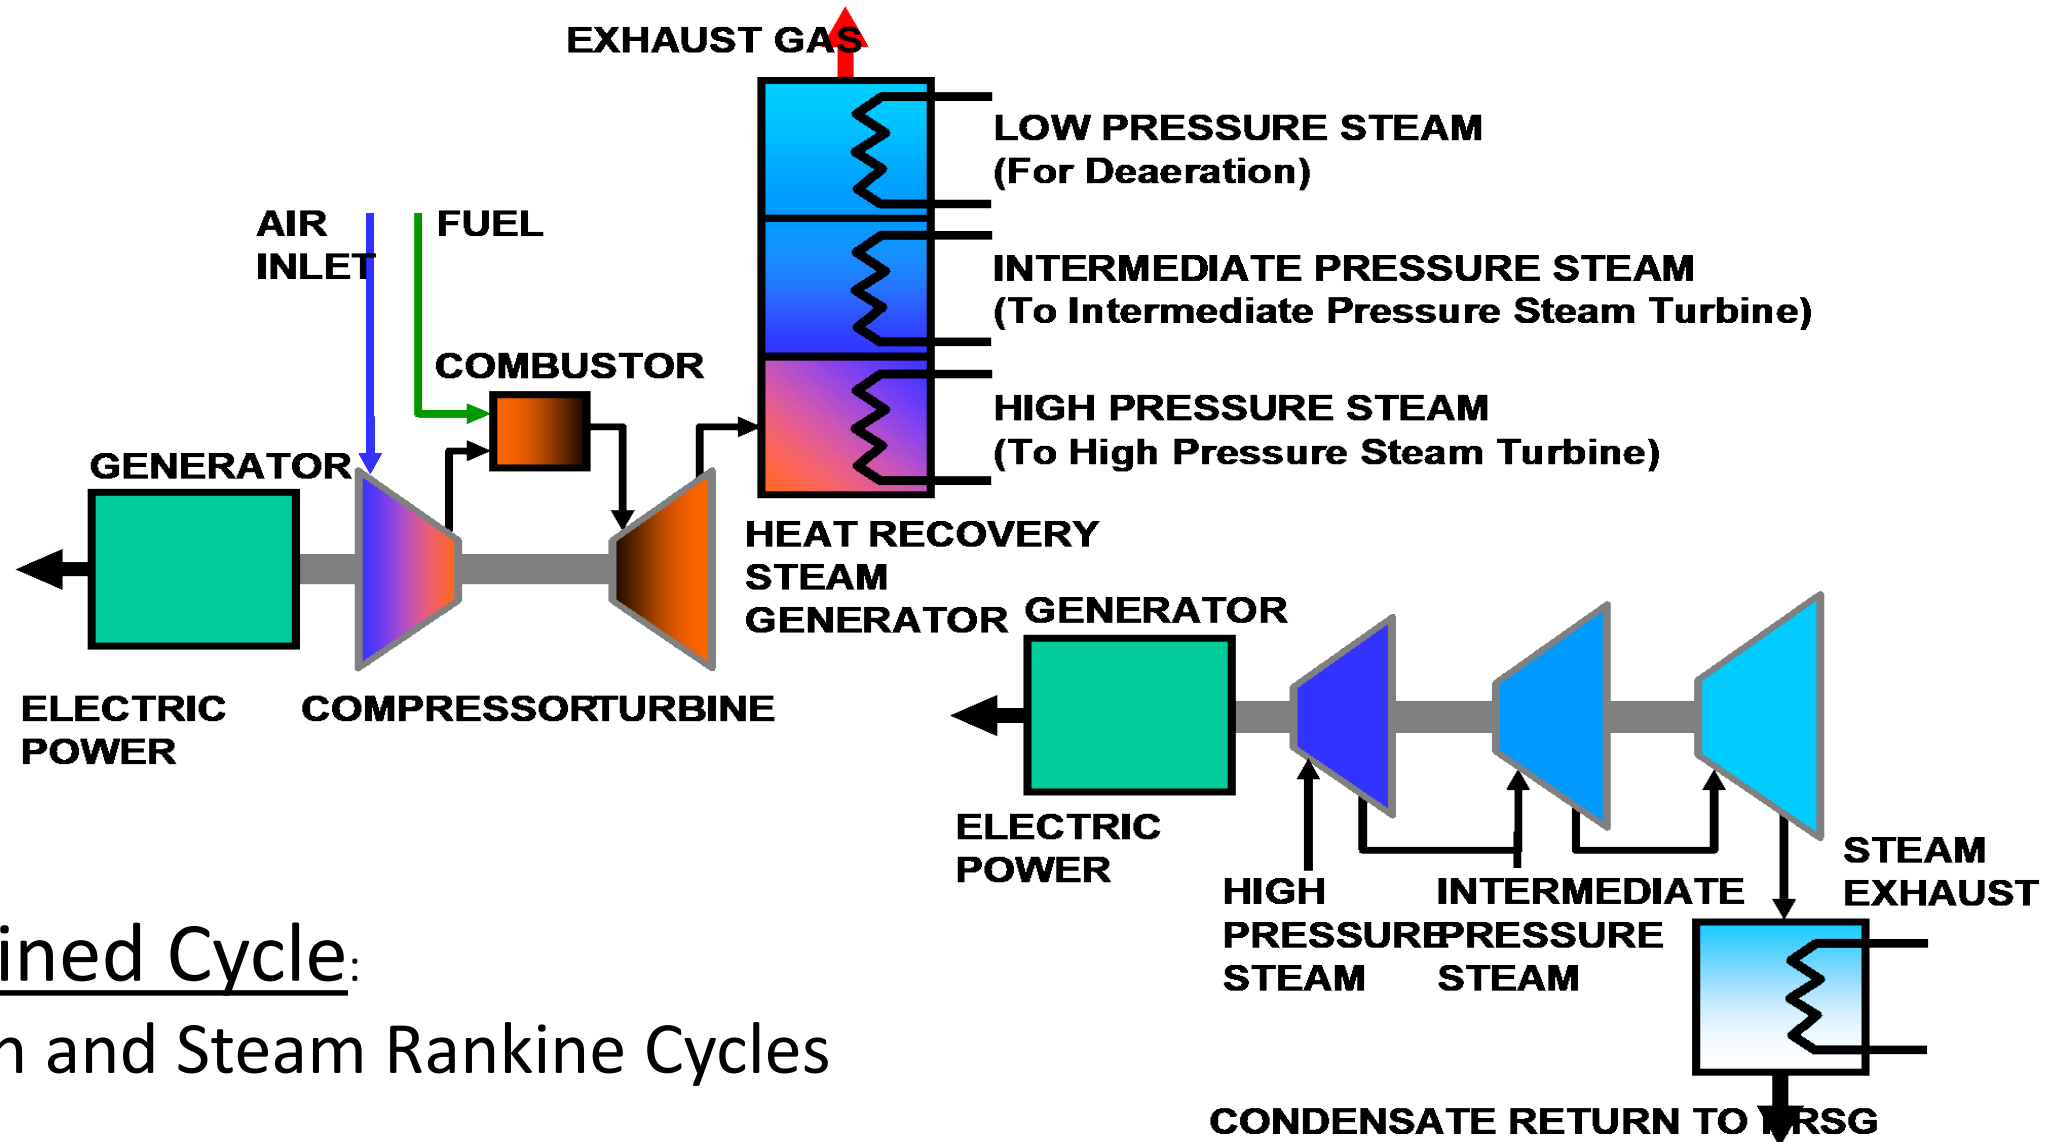 EXHAUST GAS
LOW PRESSURE STEAM
(For Deaeration)
AIR
INLET
FUEL
INTERMEDIATE PRESSURE STEAM
(To Intermediate Pressure Steam Turbine)
COMBUSTOR
HIGH PRESSURE STEAM
(To High Pressure Steam Turbine)
GENERATOR
HEAT RECOVERY
STEAM
GENERATOR
GENERATOR
ELECTRIC
POWER
COMPRESSOR
TURBINE
ELECTRIC
POWER
HIGH
PRESSURE
STEAM
INTERMEDIATE
PRESSURE
STEAM
STEAM
EXHAUST
ined Cycle:
n and Steam Rankine Cycles
CONDENSATE RETURN TO HRSG